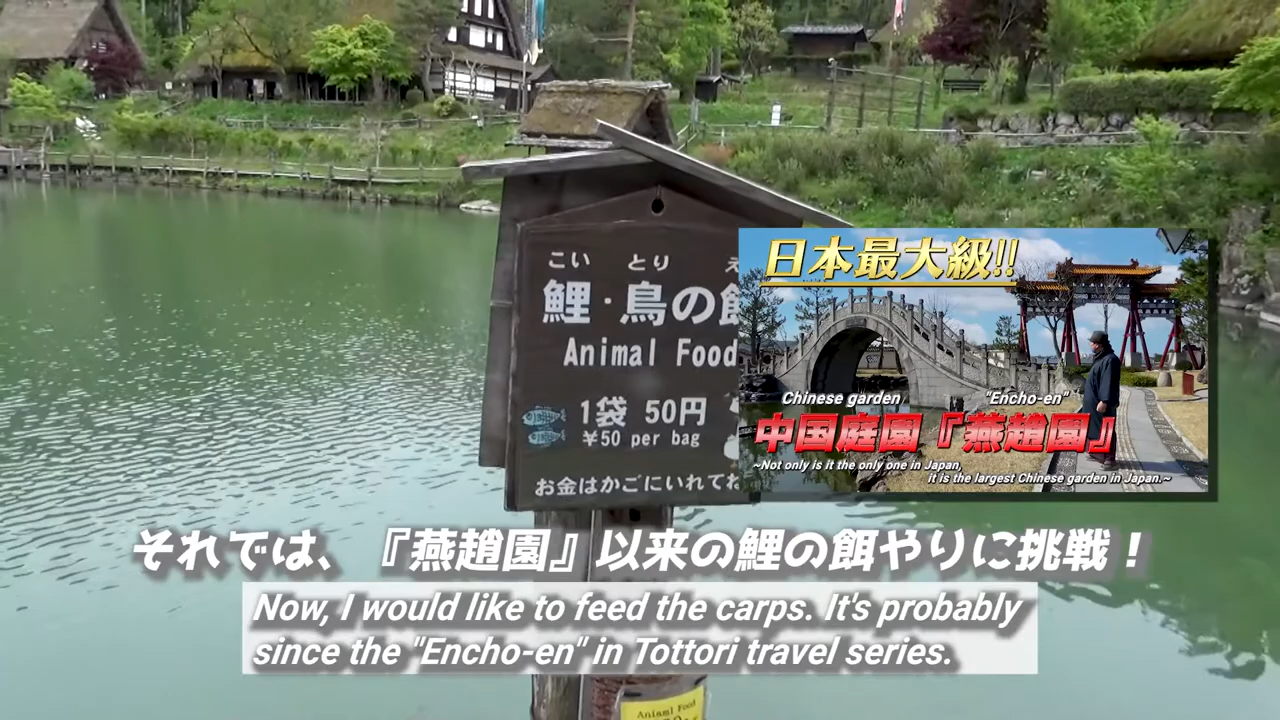 こい とり
鯉・鳥の
Animal Food
1袋 50円
¥50 per bag
お金はかごにいれて
日本最大級!!
Chinese garden "Encho-en"
中国庭園『燕趙園』
~Not only is it the only one in Japan,
it is the largest Chinese garden in Japan.~
それでは、『燕趙園』以来の鯉の餌やりに挑戦！
Now, I would like to feed the carps. It's probably
since the "Encho-en" in Tottori travel series.
Aniaml Food